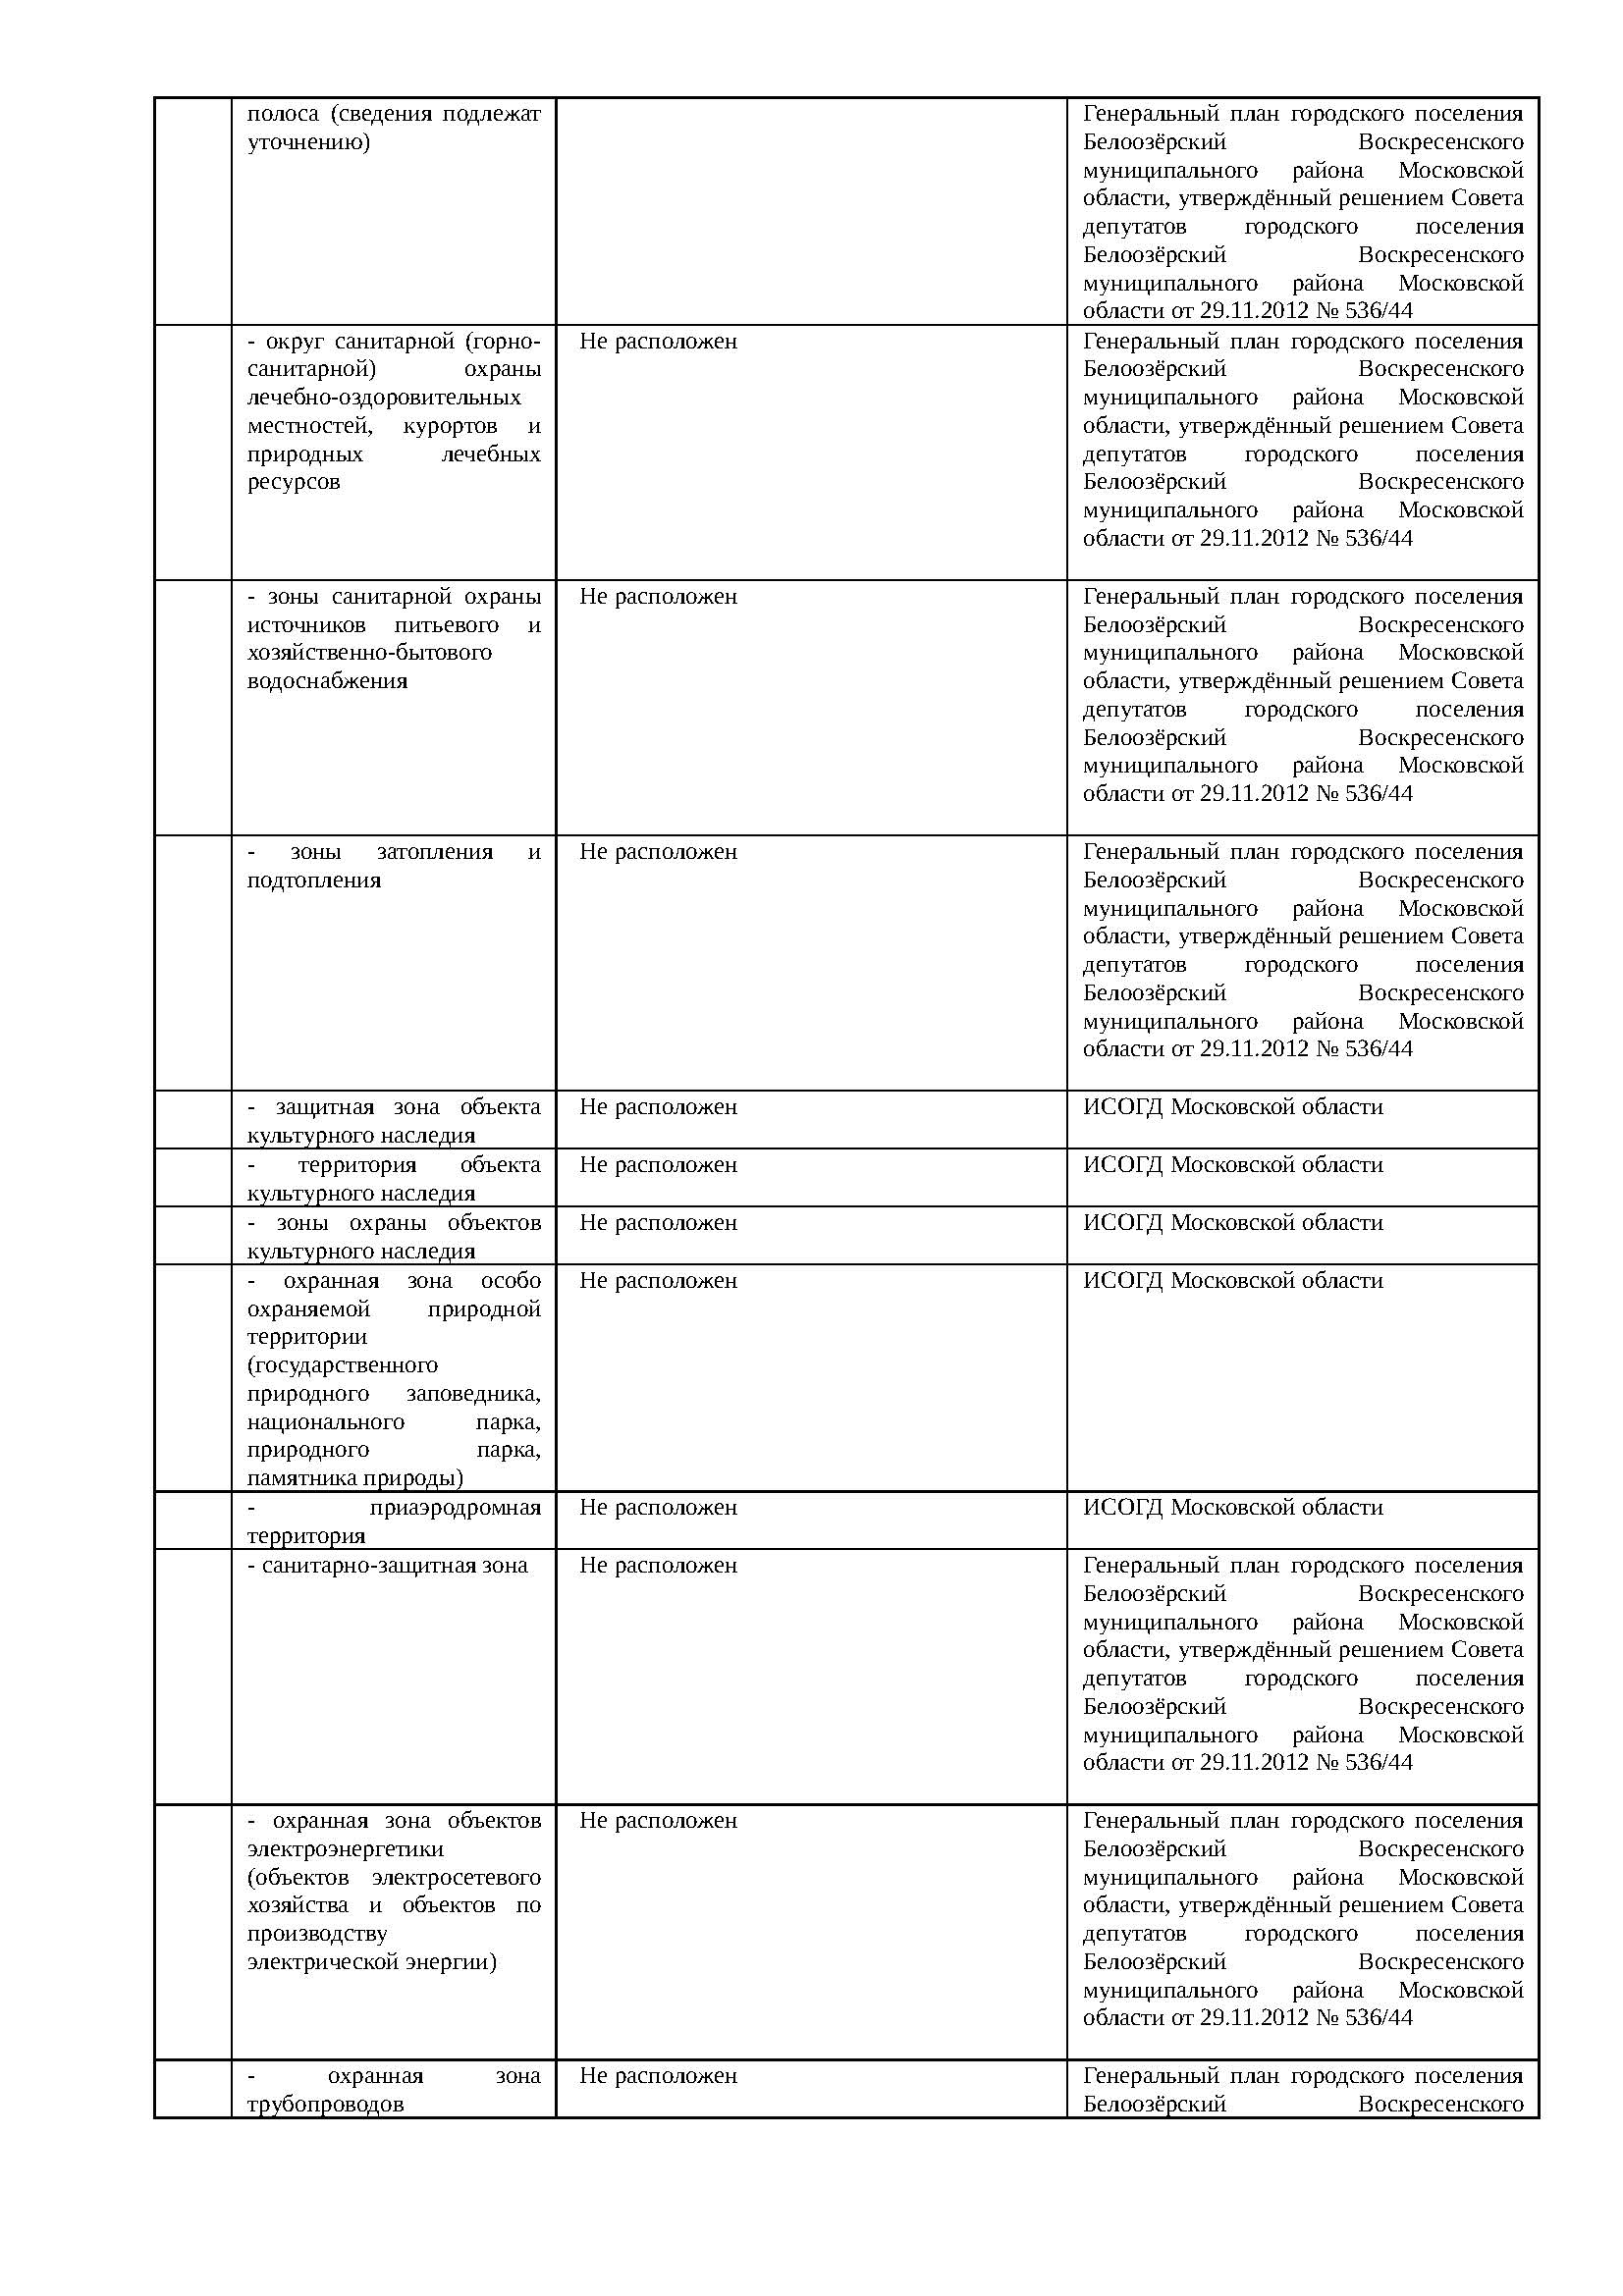 полоса (сведения подлежат
уточнению)
Генеральный план городского поселения
Белоозёрский Воскресенского
муниципального района Московской
области, утверждённый решением Совета
депутатов городского поселения
Белоозёрский Воскресенского
муниципального района Московской
области от 29.11.2012 № 536/44
- округ санитарной (горно-
санитарной) охраны
лечебно-оздоровительных
местностей, курортов и
природных лечебных
ресурсов
Не расположен
Генеральный план городского поселения
Белоозёрский Воскресенского
муниципального района Московской
области, утверждённый решением Совета
депутатов городского поселения
Белоозёрский Воскресенского
муниципального района Московской
области от 29.11.2012 № 536/44
- зоны санитарной охраны
источников питьевого и
хозяйственно-бытового
водоснабжения
Не расположен
Генеральный план городского поселения
Белоозёрский Воскресенского
муниципального района Московской
области, утверждённый решением Совета
депутатов городского поселения
Белоозёрский Воскресенского
муниципального района Московской
области от 29.11.2012 № 536/44
- зоны затопления и
подтопления
Не расположен
Генеральный план городского поселения
Белоозёрский Воскресенского
муниципального района Московской
области, утверждённый решением Совета
депутатов городского поселения
Белоозёрский Воскресенского
муниципального района Московской
области от 29.11.2012 № 536/44
- защитная зона объекта
культурного наследия
Не расположен
ИСОГД Московской области
- территория объекта
культурного наследия
Не расположен
ИСОГД Московской области
- зоны охраны объектов
культурного наследия
Не расположен
ИСОГД Московской области
- охранная зона особо
охраняемой природной
территории
(государственного
природного заповедника,
национального парка,
природного парка,
памятника природы)
Не расположен
ИСОГД Московской области
- приаэродромная
территория
Не расположен
ИСОГД Московской области
- санитарно-защитная зона
Не расположен
Генеральный план городского поселения
Белоозёрский Воскресенского
муниципального района Московской
области, утверждённый решением Совета
депутатов городского поселения
Белоозёрский Воскресенского
муниципального района Московской
области от 29.11.2012 № 536/44
- охранная зона объектов
электроэнергетики
(объектов электросетевого
хозяйства и объектов по
производству
электрической энергии)
Не расположен
Генеральный план городского поселения
Белоозёрский Воскресенского
муниципального района Московской
области, утверждённый решением Совета
депутатов городского поселения
Белоозёрский Воскресенского
муниципального района Московской
области от 29.11.2012 № 536/44
- охранная зона
трубопроводов
Не расположен
Генеральный план городского поселения
Белоозёрский Воскресенского